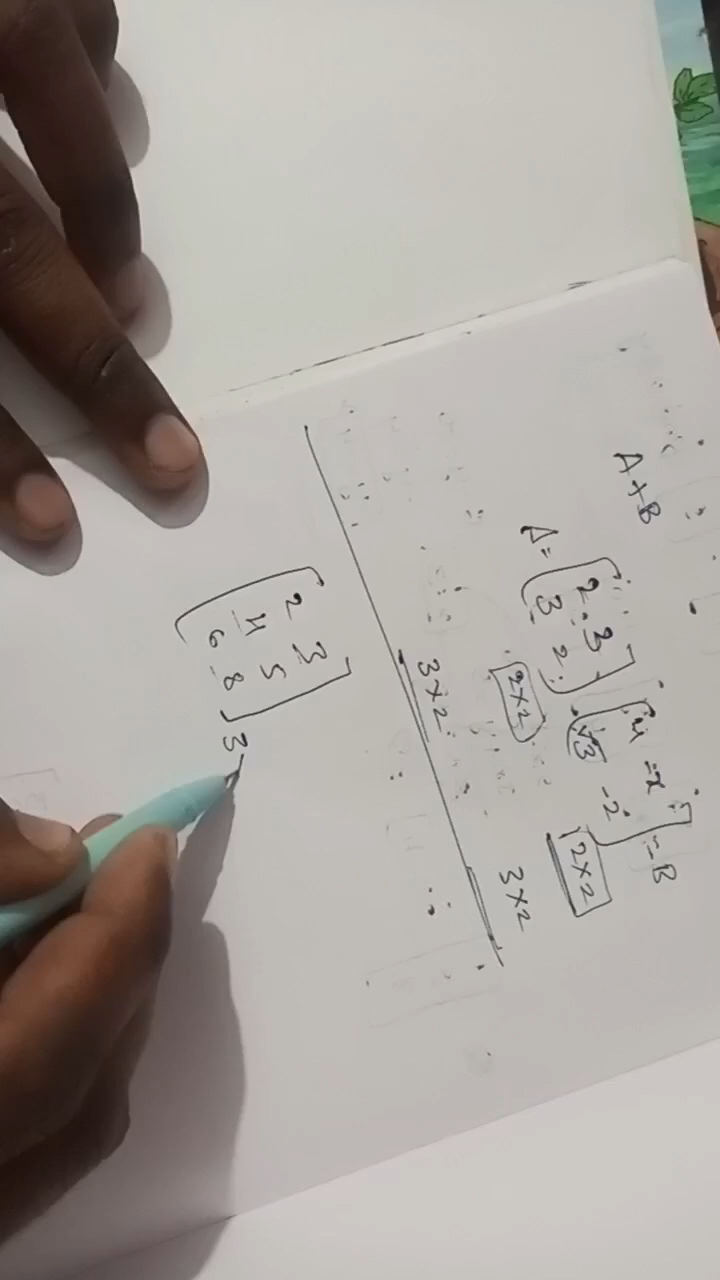 A+B
A= [2 3] [x -x] = B
[3 2] [√3 -2]
2×2 2×2
3×2 3×2
[2 3
4 5
6 8] 3